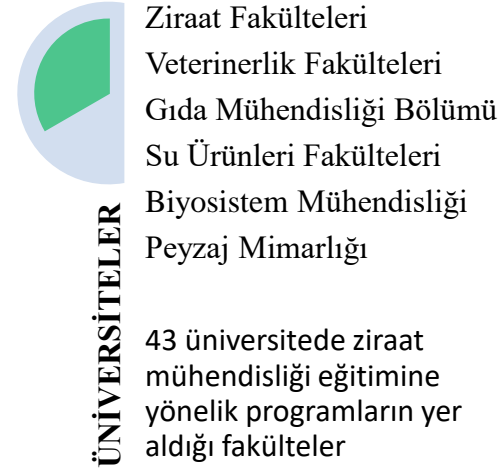 Ziraat Fakülteleri
Veterinerlik Fakülteleri
Gıda Mühendisliği Bölümü
Su Ürünleri Fakülteleri
Biyosistem Mühendisliği
Peyzaj Mimarlığı
ÜNİVERSİTELER
43 üniversitede ziraat
mühendisliği eğitimine
yönelik programların yer
aldığı fakülteler